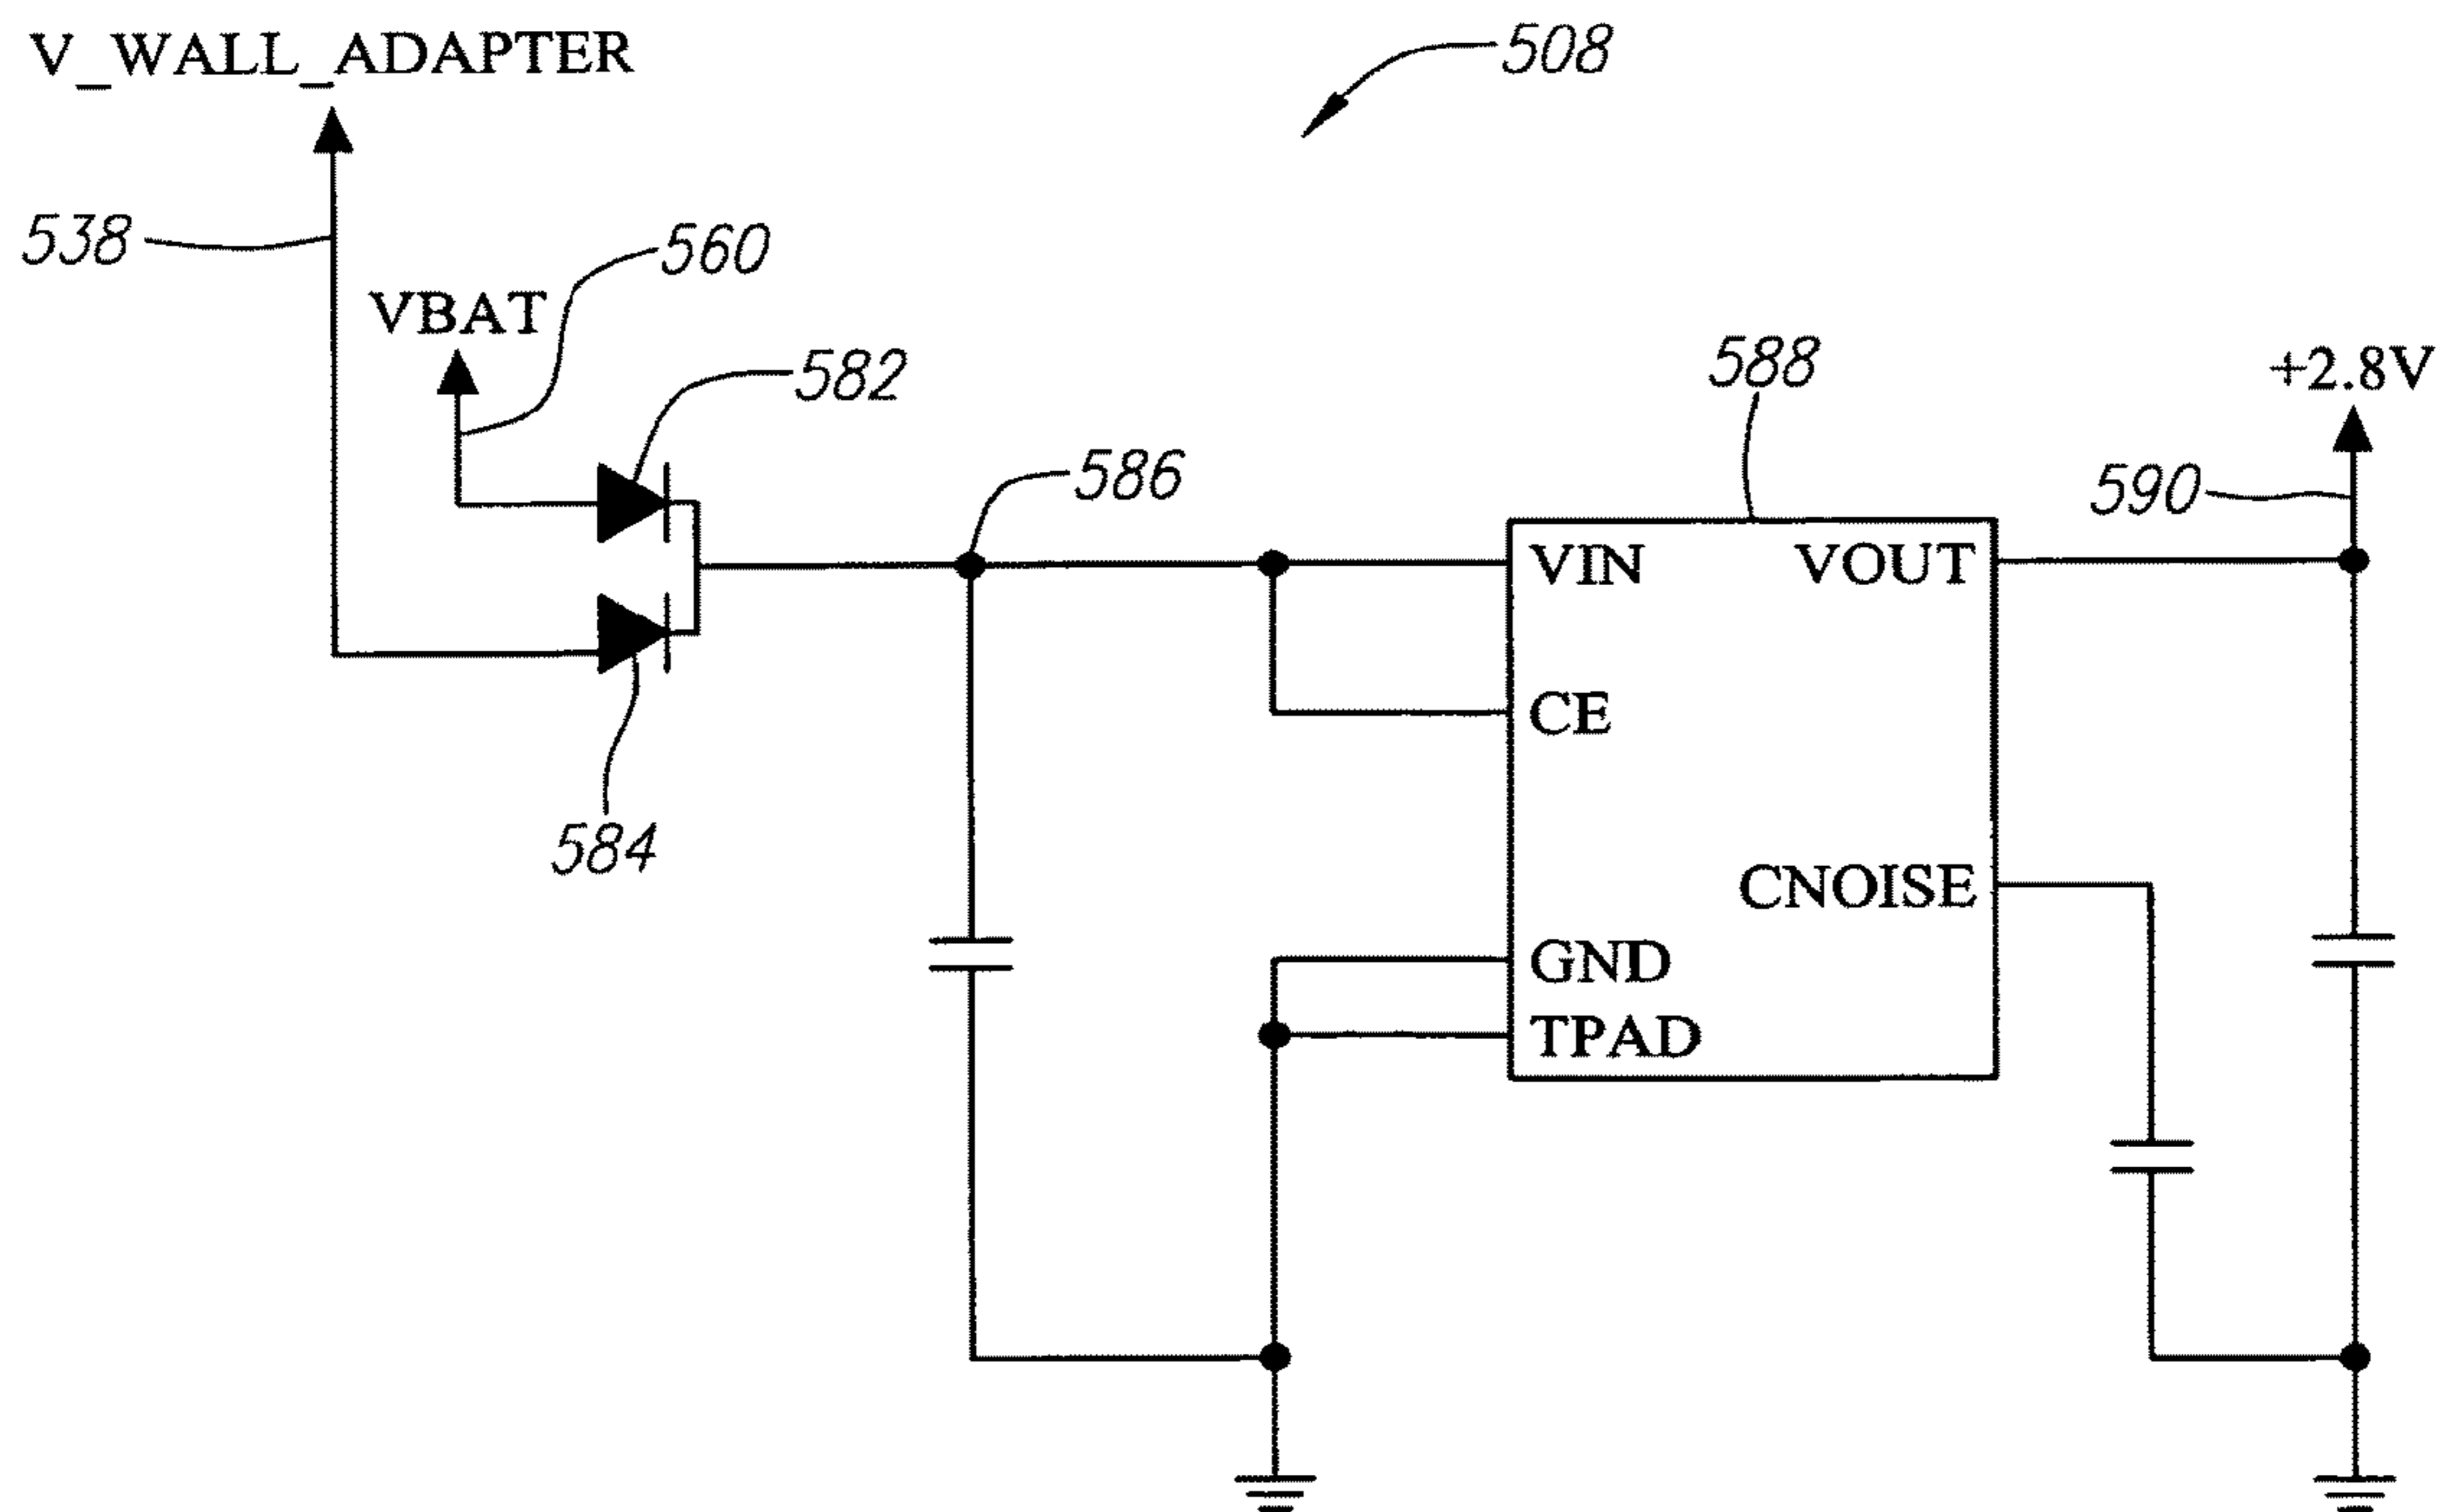 V_WALL_ADAPTER
508
538
560
VBAT
582
588
+2.8V
586
590
VIN VOUT
CE
584
CNOISE
GND
TPAD